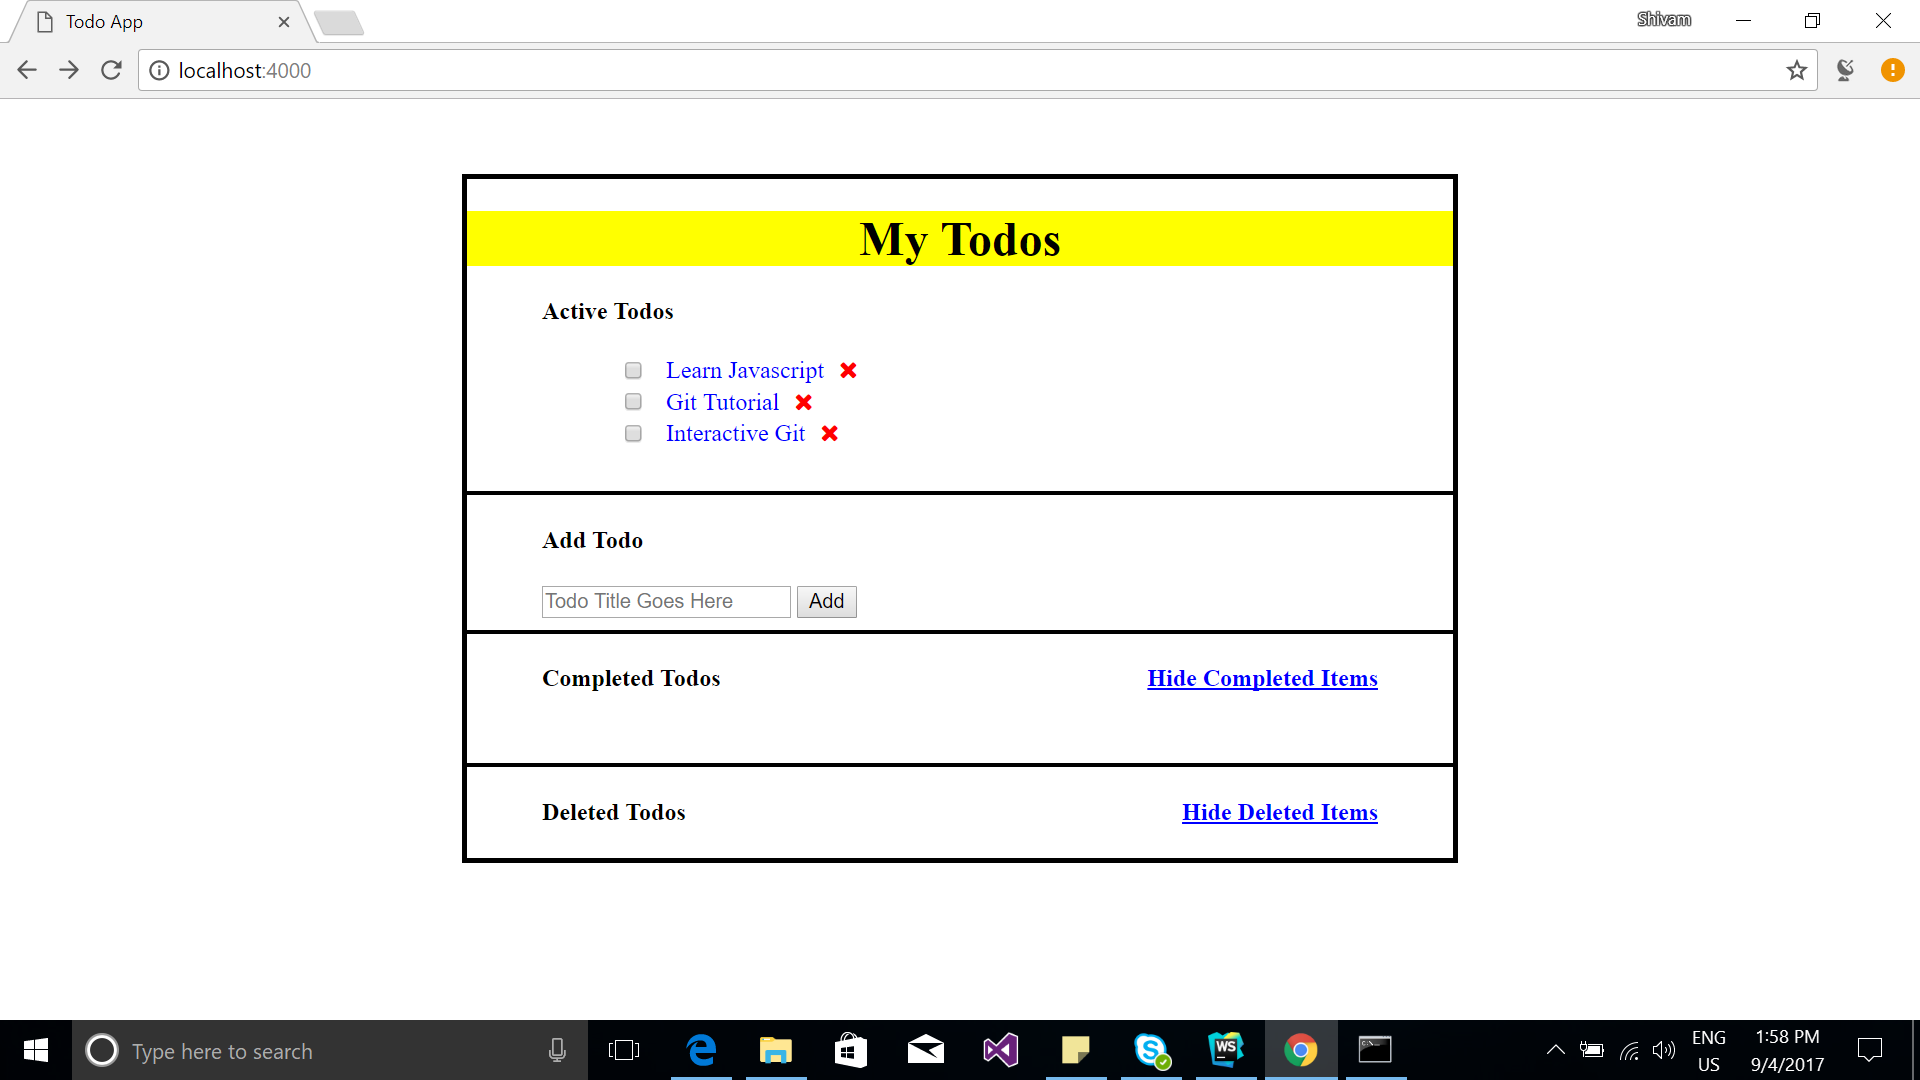 Todo App
Shivam
localhost:4000
My Todos
Active Todos
Learn Javascript
Git Tutorial
Interactive Git
Add Todo
Todo Title Goes Here Add
Completed Todos Hide Completed Items
Deleted Todos Hide Deleted Items
Type here to search
WS
ENG
US
1:58 PM
9/4/2017